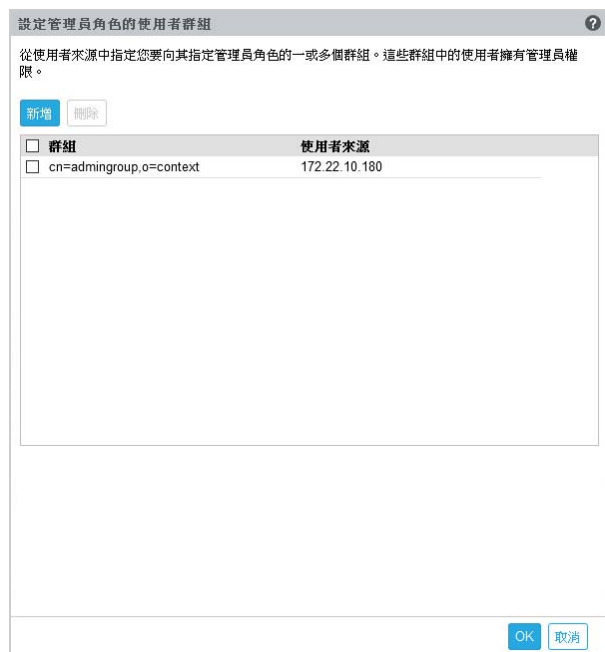 設定管理員角色的使用者群組
從使用者來源中指定您要向其指定管理員角色的一或多個群組。這些群組中的使用者擁有管理員權
限。
新增 刪除
群組 使用者來源
cn=admingroup,o=context 172.22.10.180
OK 取消